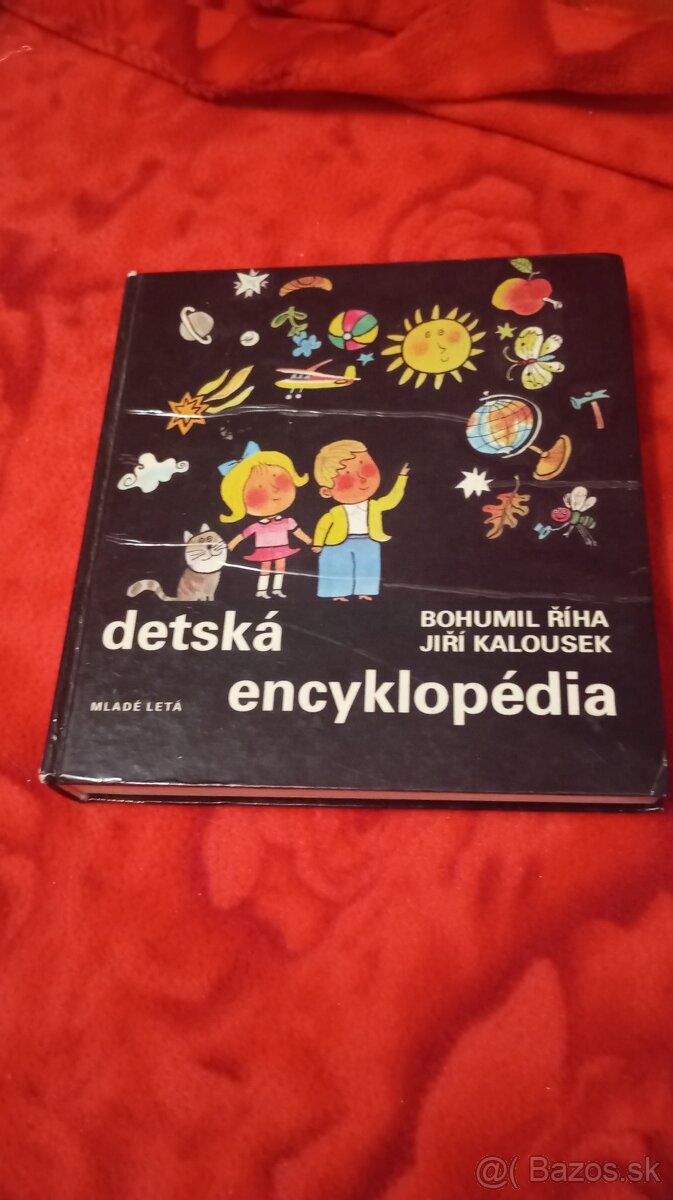 BOHUMIL ŘÍHA
JIŘÍ KALOUSEK
detská
encyklopédia
MLADÉ LETÁ
@( Bazos.sk